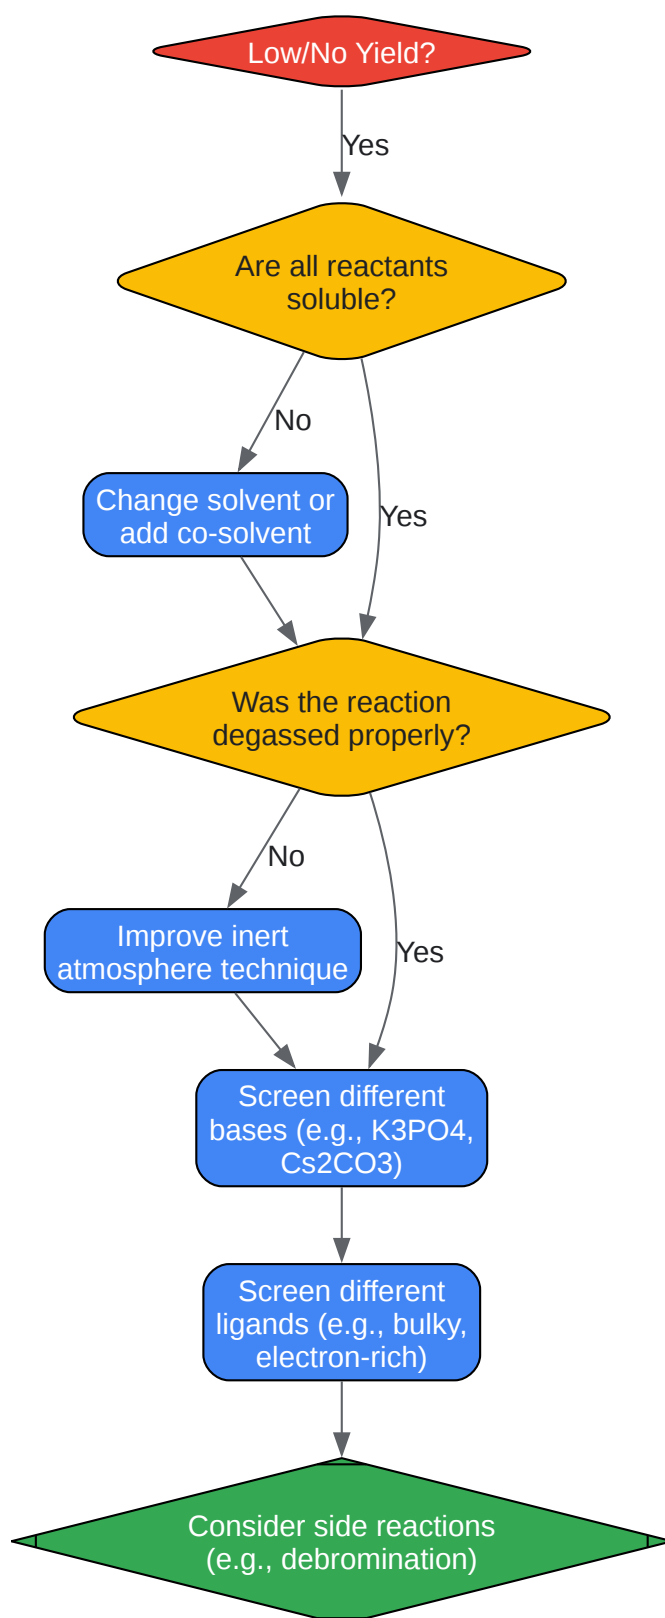 Low/No Yield?
Yes
Are all reactants
soluble?
No
Change solvent or
add co-solvent
Yes
Was the reaction
degassed properly?
No
Improve inert
atmosphere technique
Yes
Screen different
bases (e.g., K3PO4,
Cs2CO3)
Screen different
ligands (e.g., bulky,
electron-rich)
Consider side reactions
(e.g., debromination)